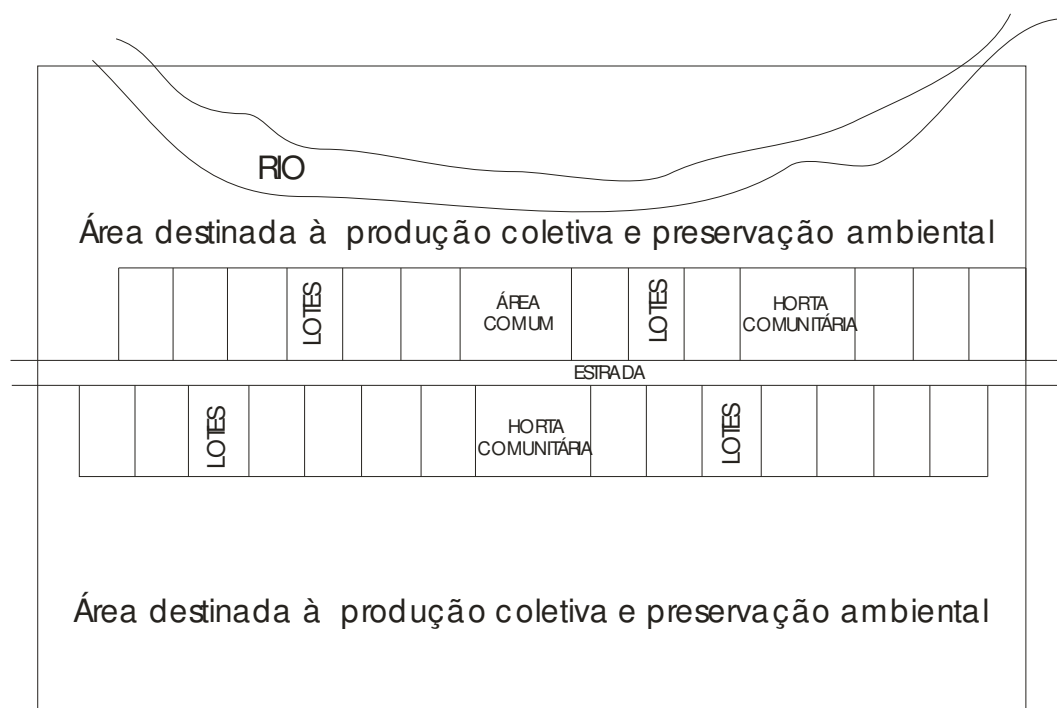 RIO
Área destinada à produção coletiva e preservação ambiental
LOTES
ÁREA
COMUM
LOTES
HORTA
COMUNITÁRIA
ESTRADA
LOTES
HORTA
COMUNITÁRIA
LOTES
Área destinada à produção coletiva e preservação ambiental